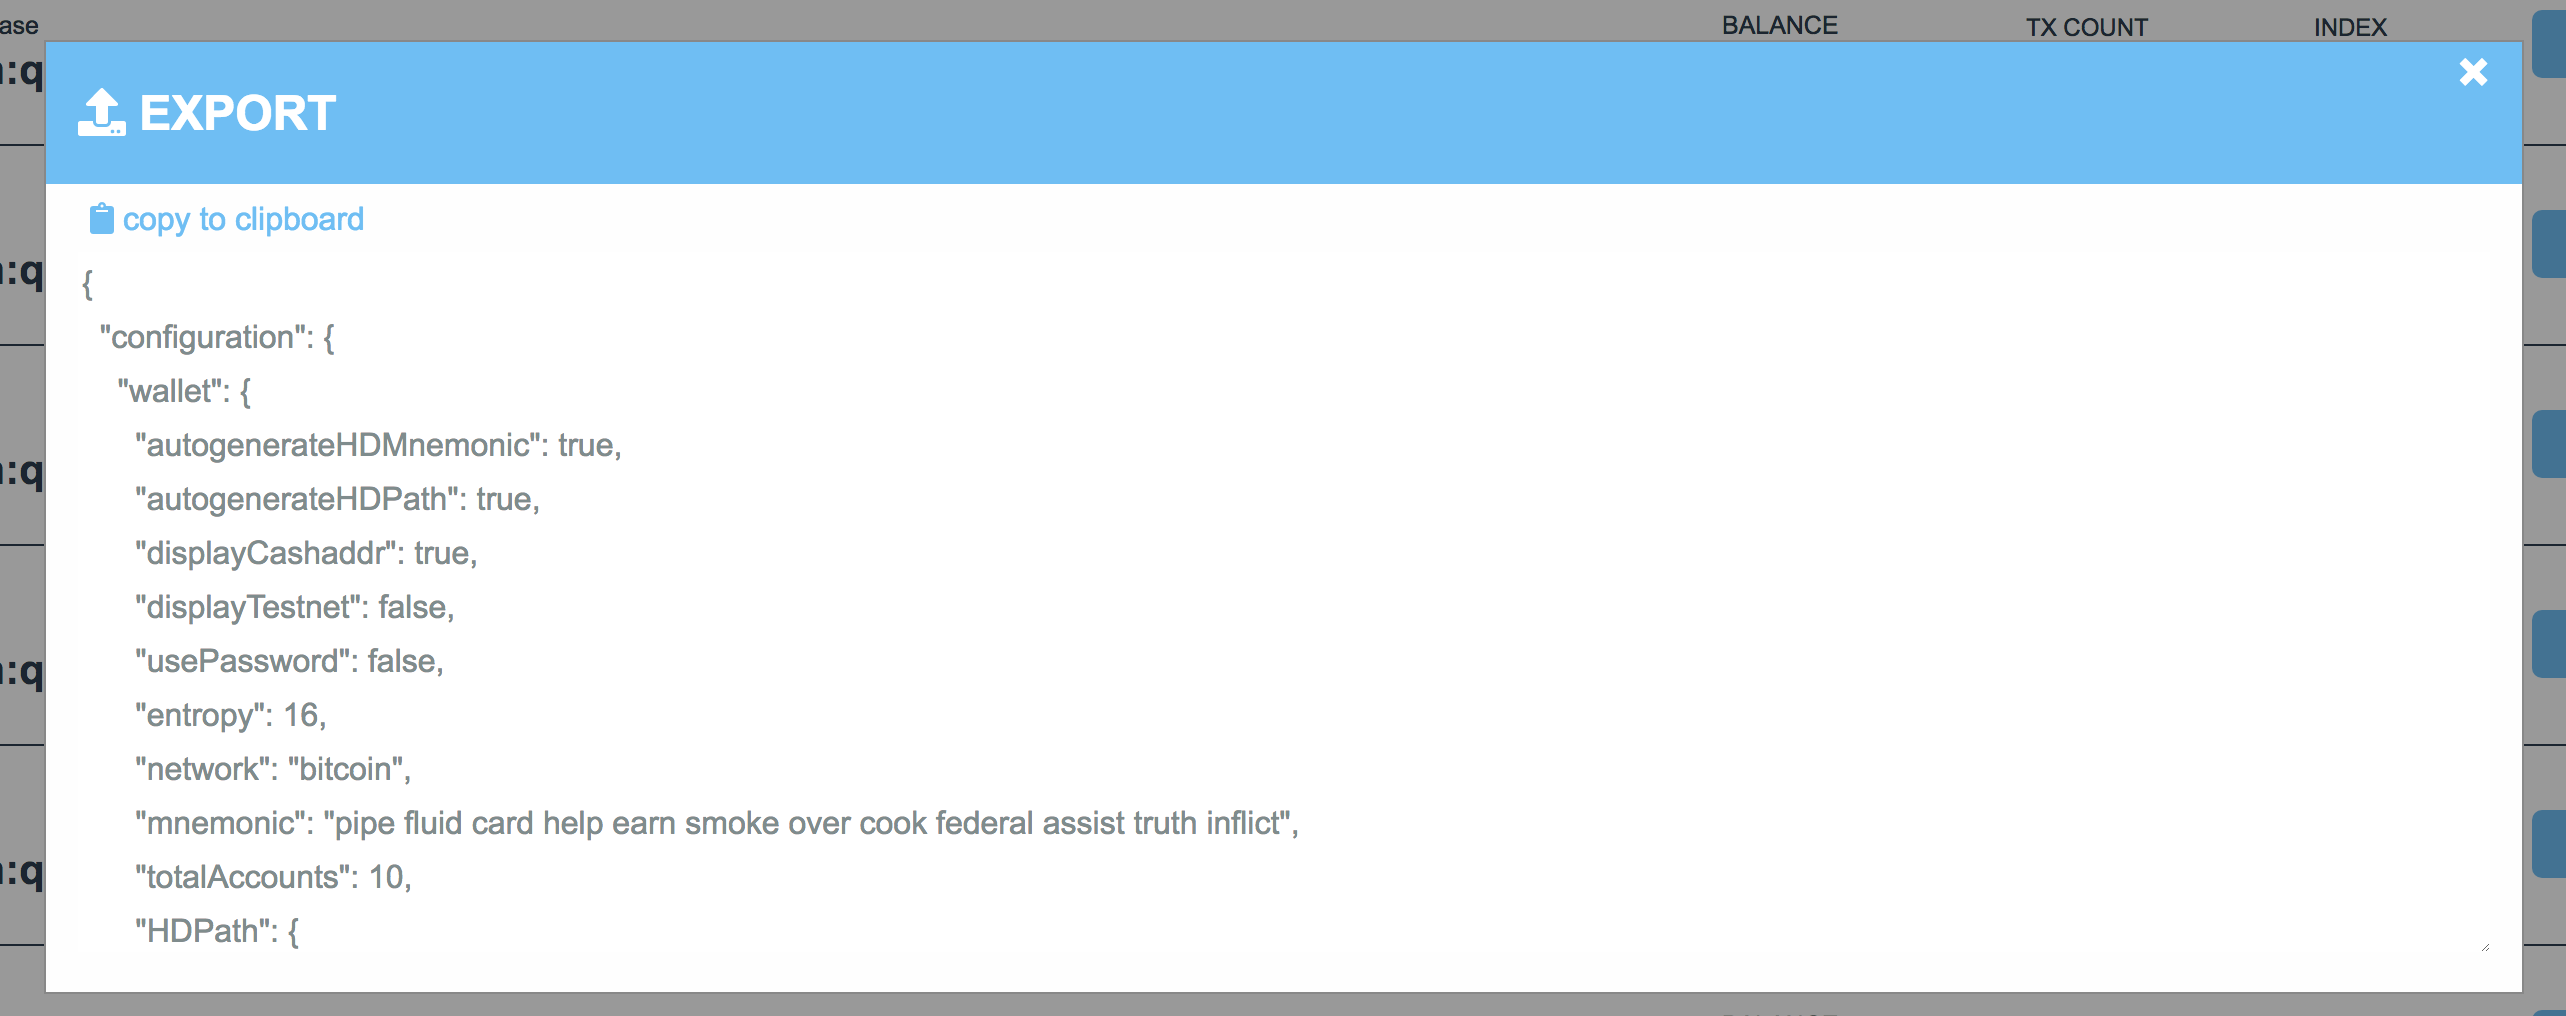 ase
BALANCE
TX COUNT
INDEX
:q
EXPORT
copy to clipboard
{
"configuration": {
"wallet": {
"autogenerateHDMnemonic": true,
"autogenerateHDPath": true,
"displayCashaddr": true,
"displayTestnet": false,
"usePassword": false,
"entropy": 16,
"network": "bitcoin",
"mnemonic": "pipe fluid card help earn smoke over cook federal assist truth inflict",
"totalAccounts": 10,
"HDPath": {
:q
:q
:q
:q